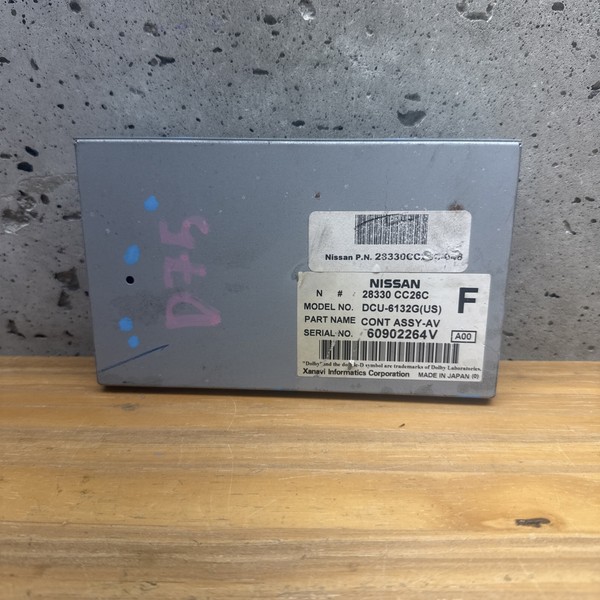 D75
Nissan P.N. 28330CC
NISSAN
N # 28330 CC26C
F
MODEL NO. DCU-6132G(US)
PART NAME CONT ASSY-AV
SERIAL NO. 60902264V A00
"Dolby" and the double-D symbol are trademarks of Dolby Laboratories.
Xanavi Informatics Corporation MADE IN JAPAN (R)